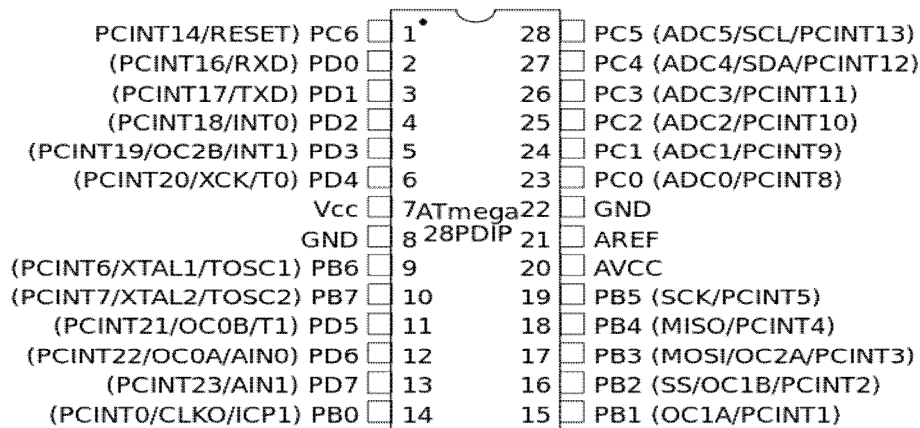 PCINT14/RESET) PC6 1 28 PC5 (ADC5/SCL/PCINT13)
(PCINT16/RXD) PD0 2 27 PC4 (ADC4/SDA/PCINT12)
(PCINT17/TXD) PD1 3 26 PC3 (ADC3/PCINT11)
(PCINT18/INT0) PD2 4 25 PC2 (ADC2/PCINT10)
(PCINT19/OC2B/INT1) PD3 5 24 PC1 (ADC1/PCINT9)
(PCINT20/XCK/T0) PD4 6 23 PC0 (ADC0/PCINT8)
Vcc 7 ATmega 22 GND
GND 8 28PDIP 21 AREF
(PCINT6/XTAL1/TOSC1) PB6 9 20 AVCC
(PCINT7/XTAL2/TOSC2) PB7 10 19 PB5 (SCK/PCINT5)
(PCINT21/OC0B/T1) PD5 11 18 PB4 (MISO/PCINT4)
(PCINT22/OC0A/AIN0) PD6 12 17 PB3 (MOSI/OC2A/PCINT3)
(PCINT23/AIN1) PD7 13 16 PB2 (SS/OC1B/PCINT2)
(PCINT0/CLKO/ICP1) PB0 14 15 PB1 (OC1A/PCINT1)